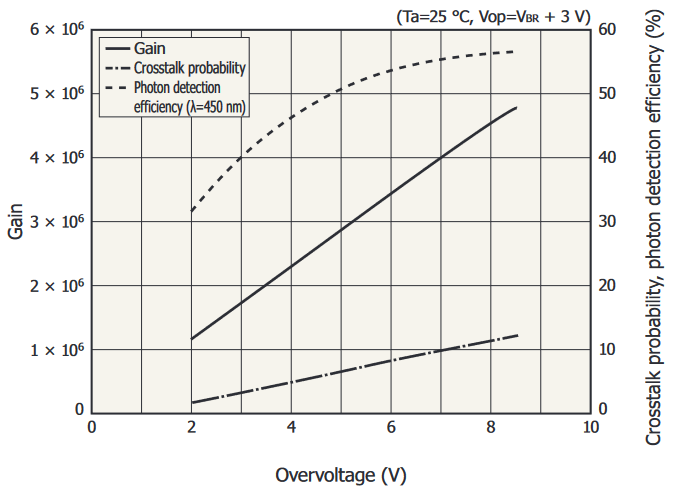 (Ta=25 °C, Vop=VBR + 3 V)
6 × 10⁶
5 × 10⁶
4 × 10⁶
3 × 10⁶
2 × 10⁶
1 × 10⁶
0
Gain
Gain
Crosstalk probability
Photon detection
efficiency (λ=450 nm)
60
50
40
30
20
10
0
Crosstalk probability, photon detection efficiency (%)
0
2
4
6
8
10
Overvoltage (V)